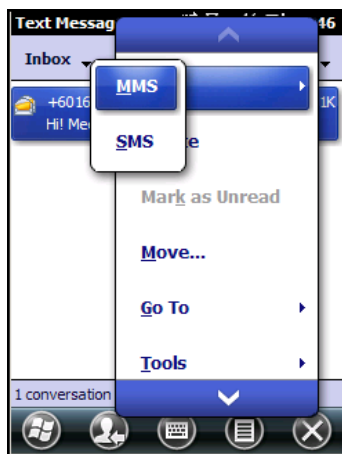 Text Messag 46
Inbox
+6016 1K
Hi! Me
MMS
SMS
Mark as Unread
Move...
Go To
Tools
1 conversation